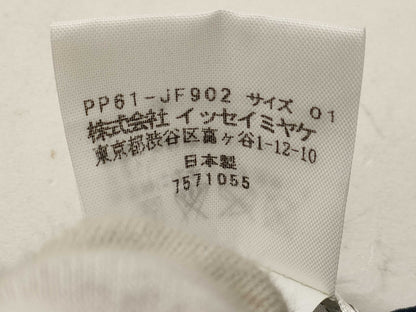 PP61-JF902 サイズ 01
株式会社 イッセイミヤケ
東京都渋谷区富ヶ谷1-12-10
日本製
7571055